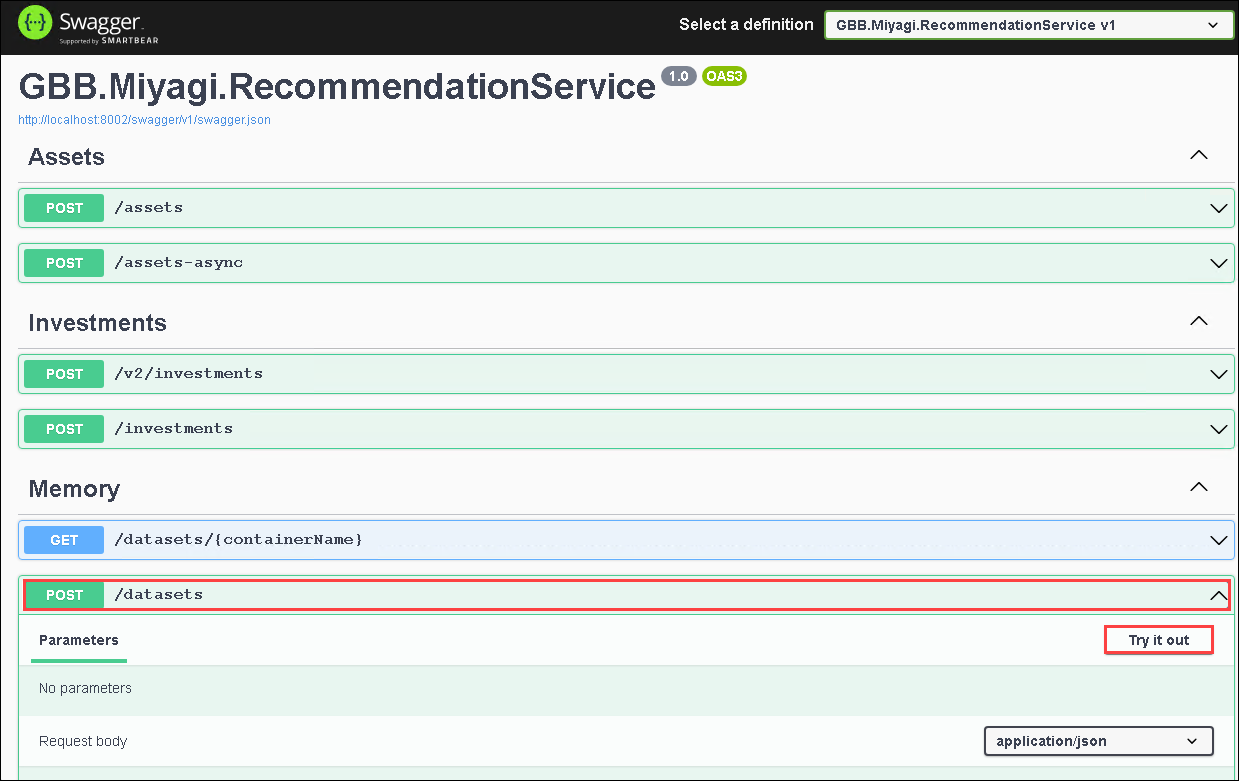 Swagger.
Supported by SMARTBEAR
Select a definition
GBB.Miyagi.RecommendationService v1
GBB.Miyagi.RecommendationService 1.0 OAS3
http://localhost:8002/swagger/v1/swagger.json
Assets
POST /assets
POST /assets-async
Investments
POST /v2/investments
POST /investments
Memory
GET /datasets/{containerName}
POST /datasets
Parameters
Try it out
No parameters
Request body
application/json